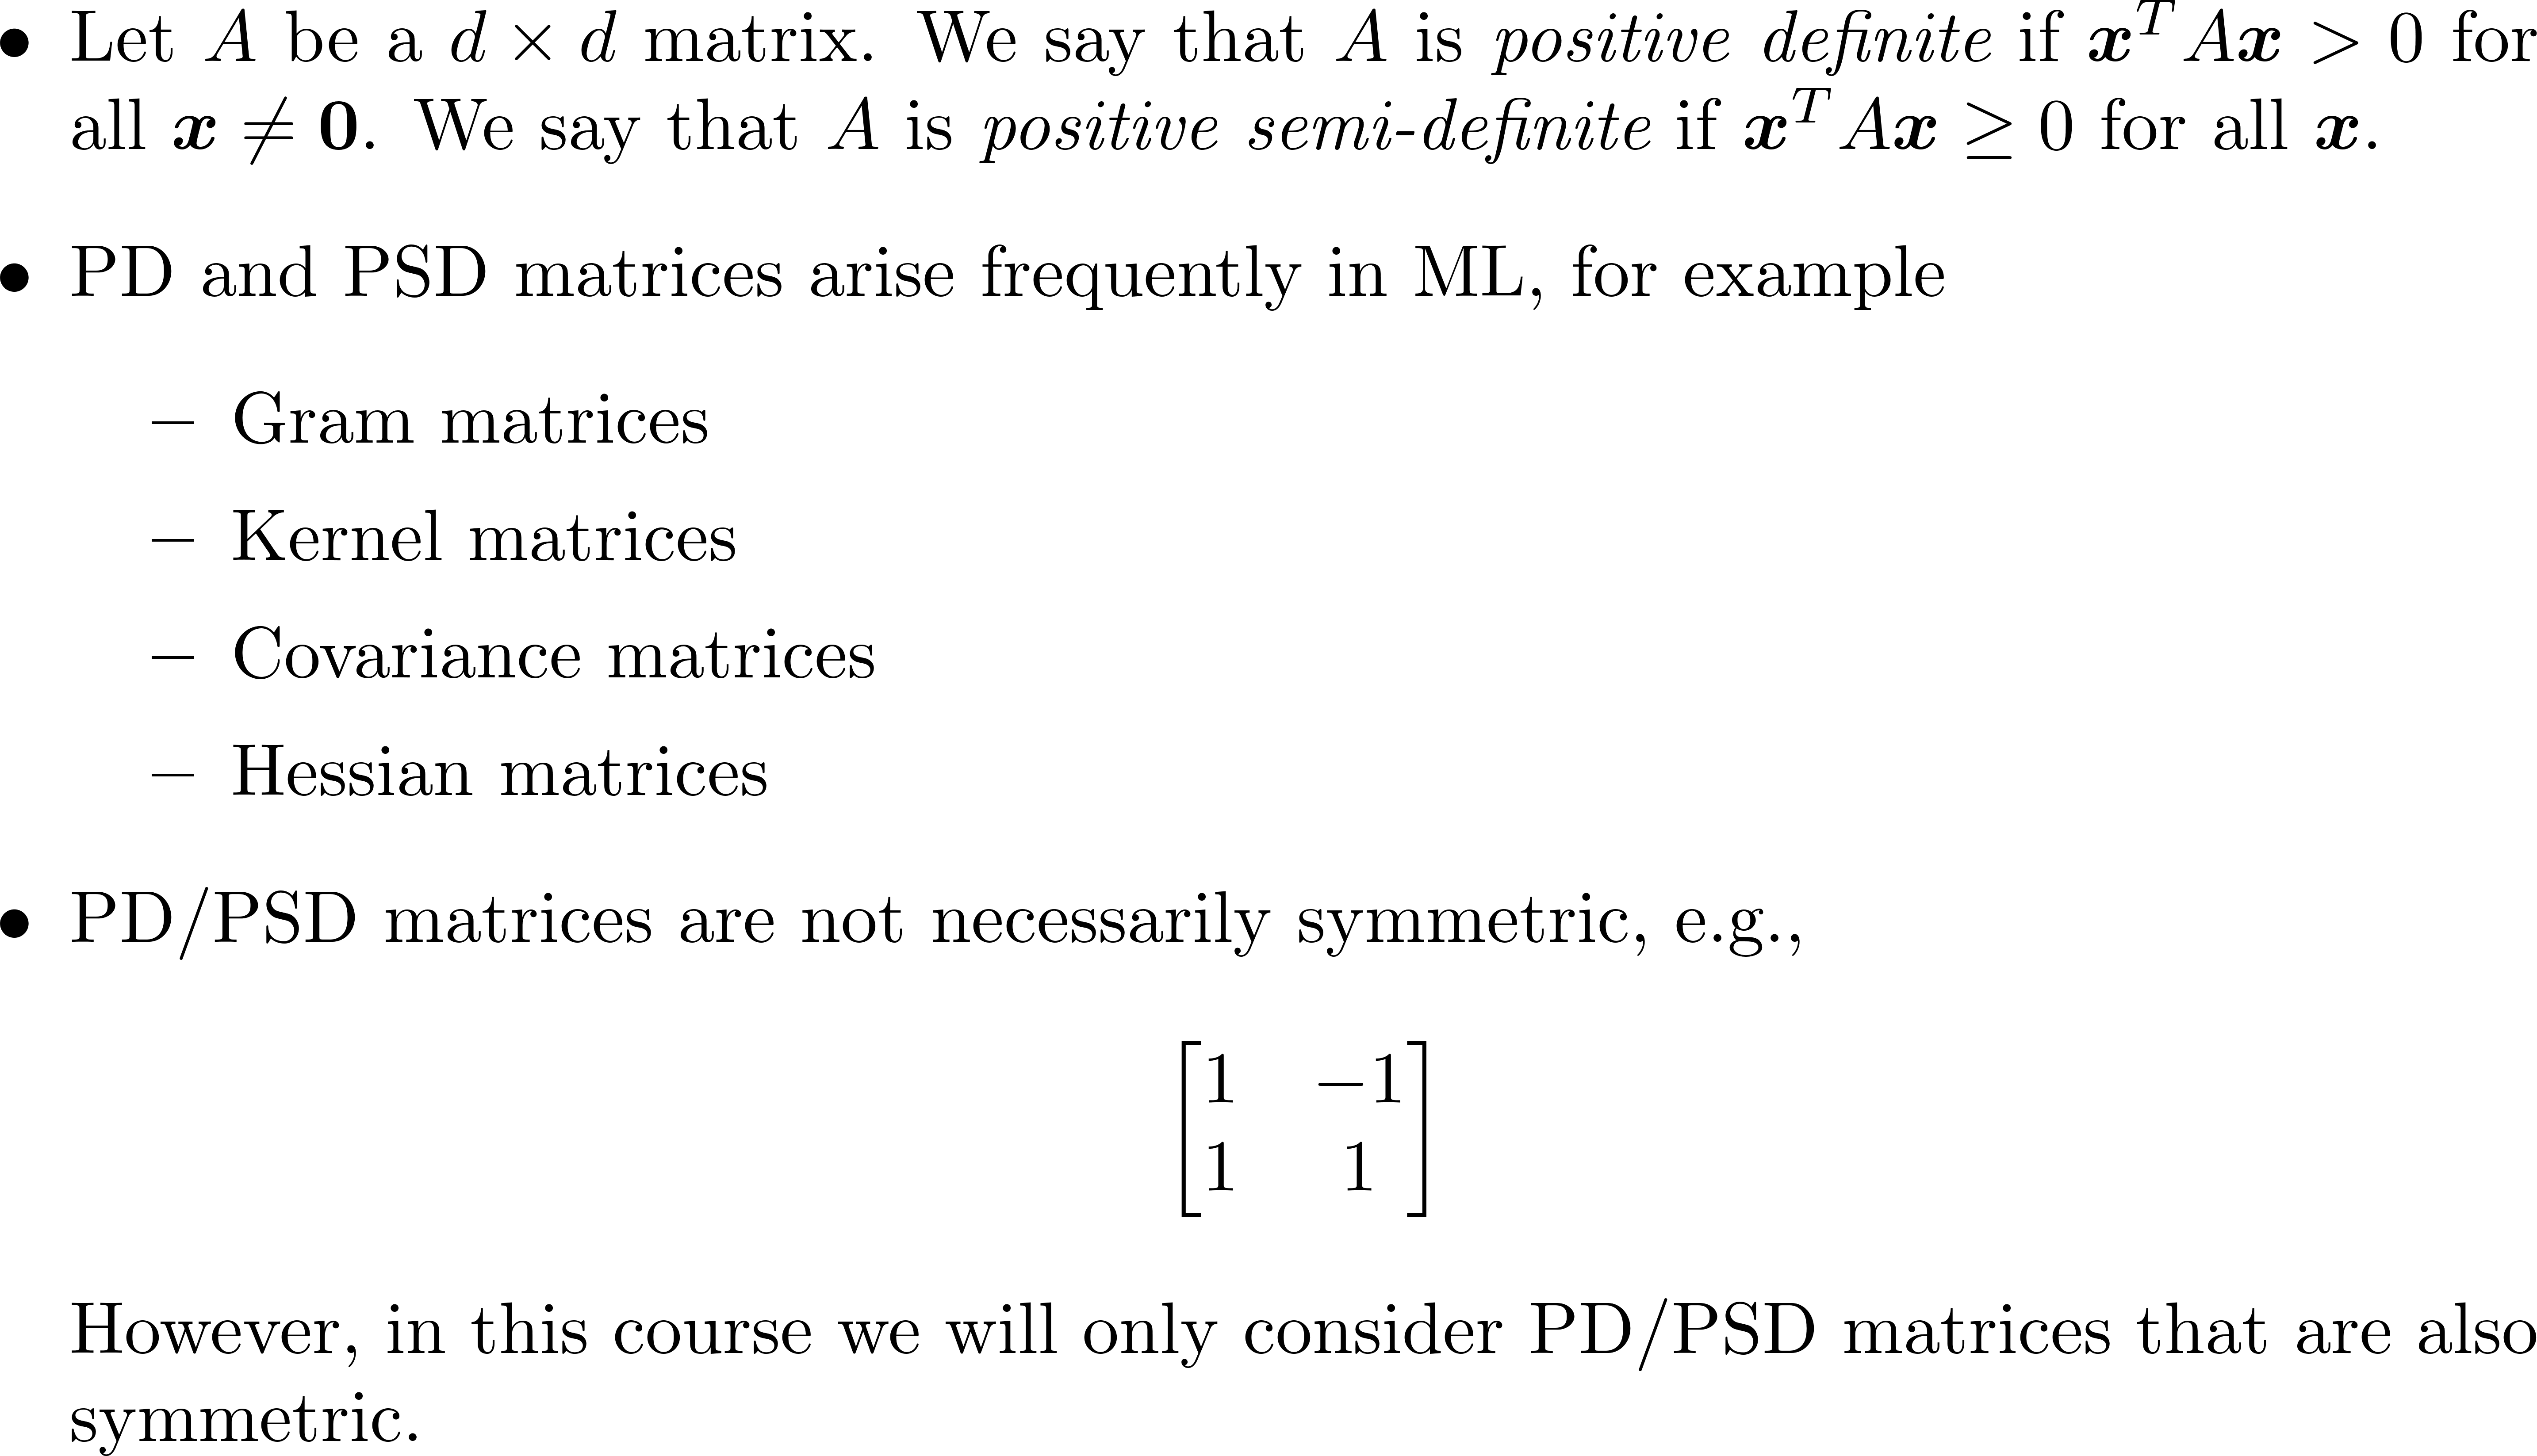 • Let A be a d × d matrix. We say that A is positive definite if x^T Ax > 0 for
all x ≠ 0. We say that A is positive semi-definite if x^T Ax ≥ 0 for all x.
• PD and PSD matrices arise frequently in ML, for example
– Gram matrices
– Kernel matrices
– Covariance matrices
– Hessian matrices
• PD/PSD matrices are not necessarily symmetric, e.g.,
[1 −1
1 1]
However, in this course we will only consider PD/PSD matrices that are also
symmetric.